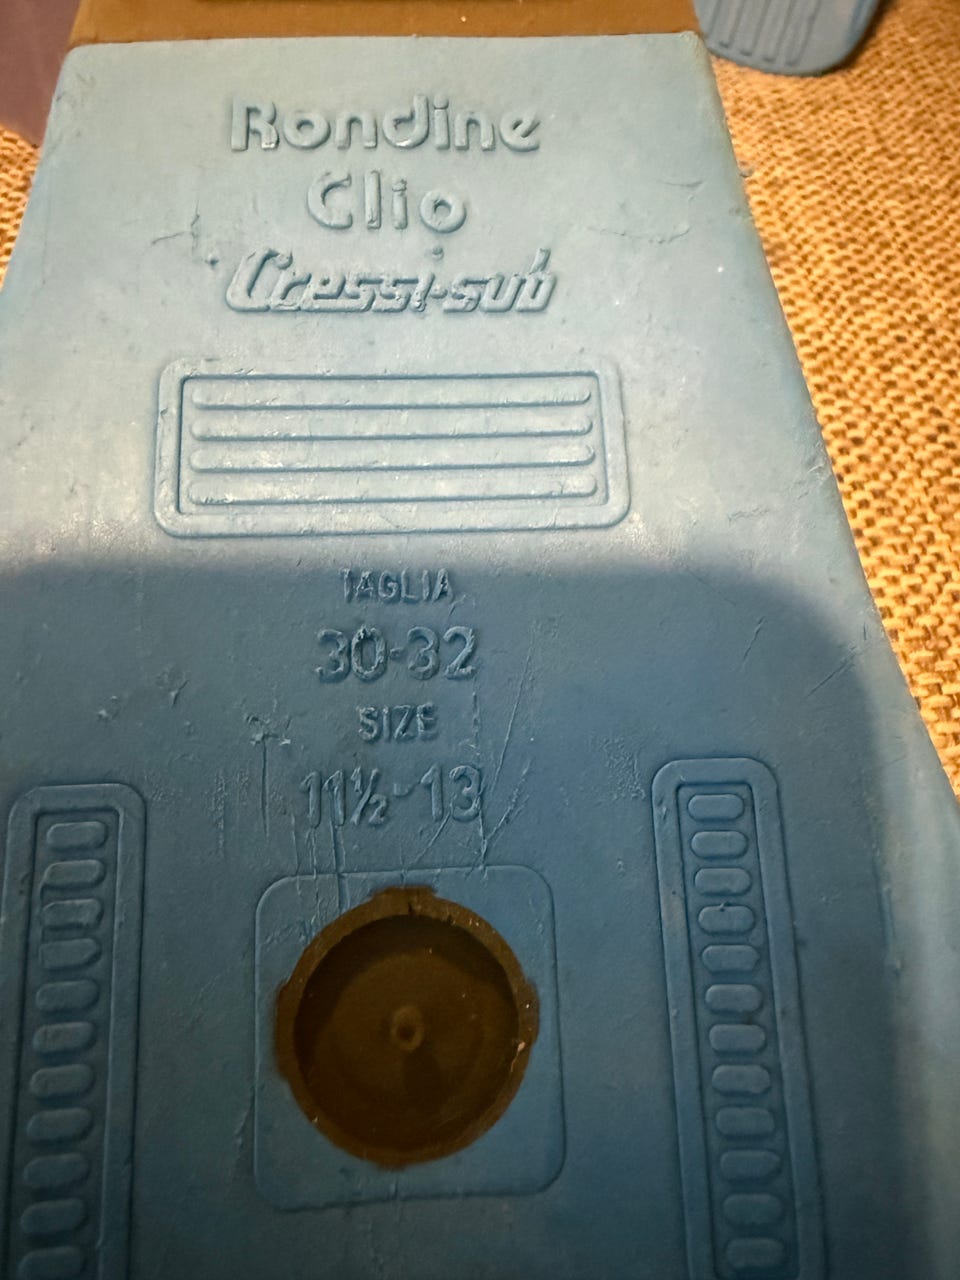 Rondine
Clio
Cressi-sub
TAGLIA
30-32
SIZE
11½-13